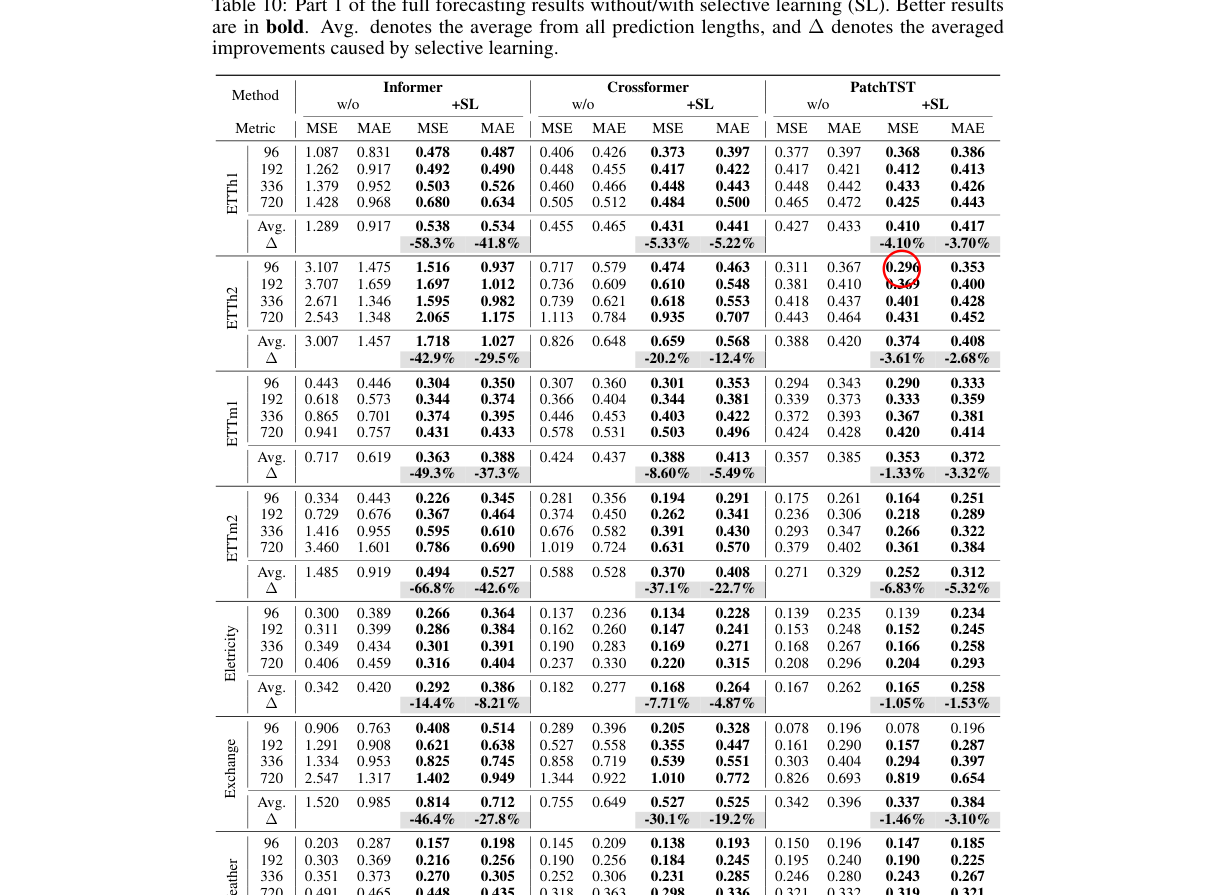 Table 10: Part 1 of the full forecasting results without/with selective learning (SL). Better results
are in bold. Avg. denotes the average from all prediction lengths, and Δ denotes the averaged
improvements caused by selective learning.
Method Informer Crossformer PatchTST
w/o +SL w/o +SL w/o +SL
Metric MSE MAE MSE MAE MSE MAE MSE MAE MSE MAE MSE MAE
ETTh1
96 1.087 0.831 0.478 0.487 0.406 0.426 0.373 0.397 0.377 0.397 0.368 0.386
192 1.262 0.917 0.492 0.490 0.448 0.455 0.417 0.422 0.417 0.421 0.412 0.413
336 1.379 0.952 0.503 0.526 0.460 0.466 0.448 0.443 0.448 0.442 0.433 0.426
720 1.428 0.968 0.680 0.634 0.505 0.512 0.484 0.500 0.465 0.472 0.425 0.443
Avg. 1.289 0.917 0.538 0.534 0.455 0.465 0.431 0.441 0.427 0.433 0.410 0.417
Δ -58.3% -41.8% -5.33% -5.22% -4.10% -3.70%
ETTh2
96 3.107 1.475 1.516 0.937 0.717 0.579 0.474 0.463 0.311 0.367 0.296 0.353
192 3.707 1.659 1.697 1.012 0.736 0.609 0.610 0.548 0.381 0.410 0.369 0.400
336 2.671 1.346 1.595 0.982 0.739 0.621 0.618 0.553 0.418 0.437 0.401 0.428
720 2.543 1.348 2.065 1.175 1.113 0.784 0.935 0.707 0.443 0.464 0.431 0.452
Avg. 3.007 1.457 1.718 1.027 0.826 0.648 0.659 0.568 0.388 0.420 0.374 0.408
Δ -42.9% -29.5% -20.2% -12.4% -3.61% -2.68%
ETTm1
96 0.443 0.446 0.304 0.350 0.307 0.360 0.301 0.353 0.294 0.343 0.290 0.333
192 0.618 0.573 0.344 0.374 0.366 0.404 0.344 0.381 0.339 0.373 0.333 0.359
336 0.865 0.701 0.374 0.395 0.446 0.453 0.403 0.422 0.372 0.393 0.367 0.381
720 0.941 0.757 0.431 0.433 0.578 0.531 0.503 0.496 0.424 0.428 0.420 0.414
Avg. 0.717 0.619 0.363 0.388 0.424 0.437 0.388 0.413 0.357 0.385 0.353 0.372
Δ -49.3% -37.3% -8.60% -5.49% -1.33% -3.32%
ETTm2
96 0.334 0.443 0.226 0.345 0.281 0.356 0.194 0.291 0.175 0.261 0.164 0.251
192 0.729 0.676 0.367 0.464 0.374 0.450 0.262 0.341 0.236 0.306 0.218 0.289
336 1.416 0.955 0.595 0.610 0.676 0.582 0.391 0.430 0.293 0.347 0.266 0.322
720 3.460 1.601 0.786 0.690 1.019 0.724 0.631 0.570 0.379 0.402 0.361 0.384
Avg. 1.485 0.919 0.494 0.527 0.588 0.528 0.370 0.408 0.271 0.329 0.252 0.312
Δ -66.8% -42.6% -37.1% -22.7% -6.83% -5.32%
Eletricity
96 0.300 0.389 0.266 0.364 0.137 0.236 0.134 0.228 0.139 0.235 0.139 0.234
192 0.311 0.399 0.286 0.384 0.162 0.260 0.147 0.241 0.153 0.248 0.152 0.245
336 0.349 0.434 0.301 0.391 0.190 0.283 0.169 0.271 0.168 0.267 0.166 0.258
720 0.406 0.459 0.316 0.404 0.237 0.330 0.220 0.315 0.208 0.296 0.204 0.293
Avg. 0.342 0.420 0.292 0.386 0.182 0.277 0.168 0.264 0.167 0.262 0.165 0.258
Δ -14.4% -8.21% -7.71% -4.87% -1.05% -1.53%
Exchange
96 0.906 0.763 0.408 0.514 0.289 0.396 0.205 0.328 0.078 0.196 0.078 0.196
192 1.291 0.908 0.621 0.638 0.527 0.558 0.355 0.447 0.161 0.290 0.157 0.287
336 1.334 0.953 0.825 0.745 0.858 0.719 0.539 0.551 0.303 0.404 0.294 0.397
720 2.547 1.317 1.402 0.949 1.344 0.922 1.010 0.772 0.826 0.693 0.819 0.654
Avg. 1.520 0.985 0.814 0.712 0.755 0.649 0.527 0.525 0.342 0.396 0.337 0.384
Δ -46.4% -27.8% -30.1% -19.2% -1.46% -3.10%
eather
96 0.203 0.287 0.157 0.198 0.145 0.209 0.138 0.193 0.150 0.196 0.147 0.185
192 0.303 0.369 0.216 0.256 0.190 0.256 0.184 0.245 0.195 0.240 0.190 0.225
336 0.351 0.373 0.270 0.305 0.252 0.306 0.231 0.285 0.246 0.280 0.243 0.267
720 0.491 0.465 0.448 0.435 0.318 0.363 0.298 0.336 0.321 0.332 0.319 0.321